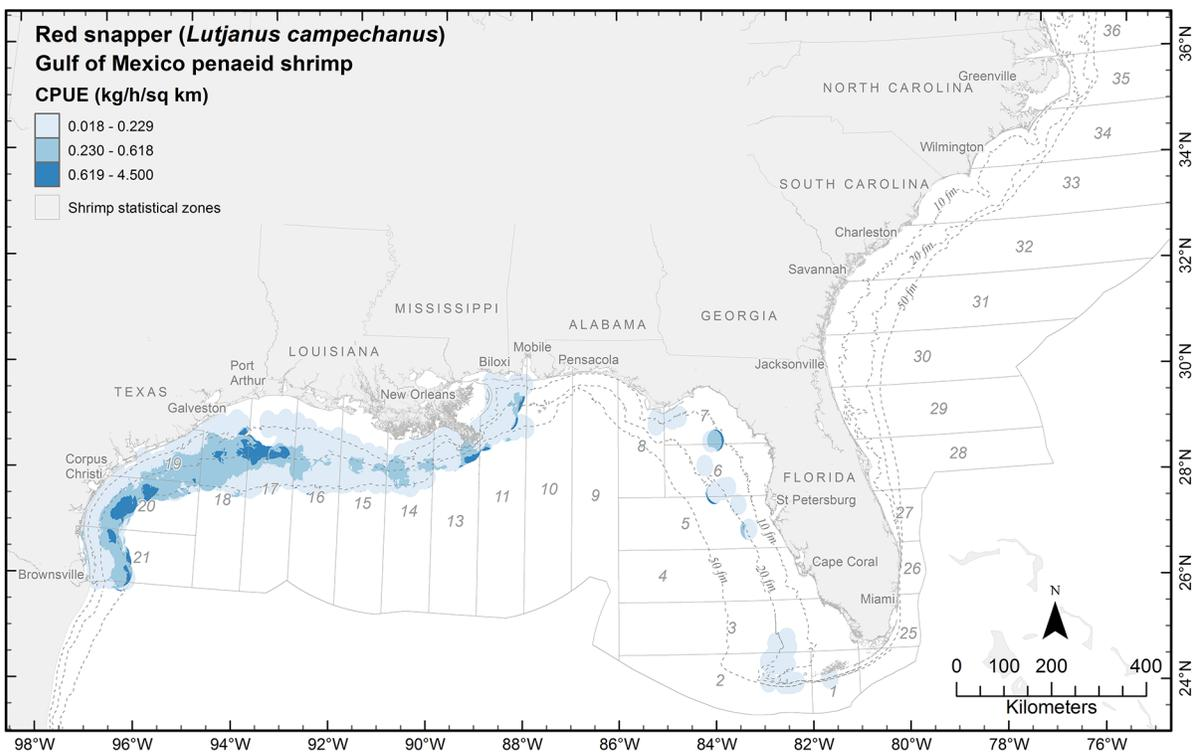 Red snapper (Lutjanus campechanus)
Gulf of Mexico penaeid shrimp
CPUE (kg/h/sq km)
0.018 - 0.229
0.230 - 0.618
0.619 - 4.500
Shrimp statistical zones
36
36°N
Greenville
35
NORTH CAROLINA
34
34°N
Wilmington
33
SOUTH CAROLINA
10 fm.
Charleston
20 fm.
32
32°N
Savannah
50 fm
31
MISSISSIPPI
GEORGIA
ALABAMA
LOUISIANA
Mobile
30
30°N
Port
Arthur
Biloxi
Pensacola
Jacksonville
TEXAS
New Orleans
Galveston
29
7
8
28
28°N
Corpus
Christi
19
6
FLORIDA
20
18
17
16
15
14
13
11
10
9
St Petersburg
27
5
10 fm.
21
Brownsville
4
50 fm.
20 fm.
Cape Coral
26
26°N
Miami
N
3
25
2
1
24°N
0 100 200 400
Kilometers
98°W 96°W 94°W 90°W 92°W 88°W 86°W 84°W 82°W 80°W 78°W 76°W